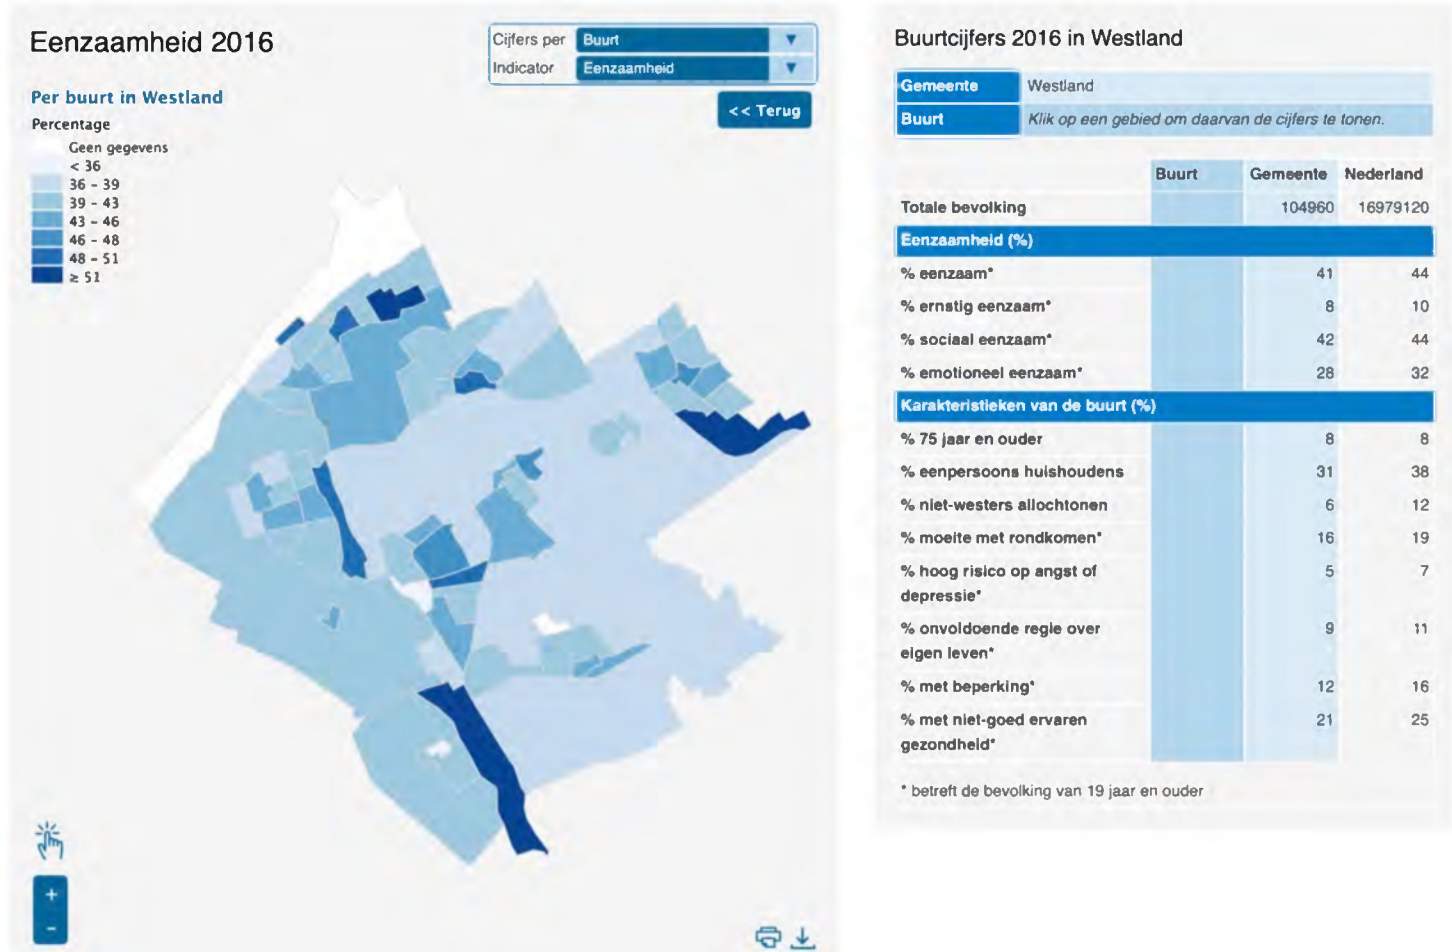 Eenzaamheid 2016
Cijfers per Buurt
Indicator Eenzaamheid
<< Terug
Per buurt in Westland
Percentage
Geen gegevens
< 36
36 - 39
39 - 43
43 - 46
46 - 48
48 - 51
≥ 51
+
-
Buurtcijfers 2016 in Westland
Gemeente Westland
Buurt Klik op een gebied om daarvan de cijfers te tonen.
Buurt Gemeente Nederland
Totale bevolking 104960 16979120
Eenzaamheid (%)
% eenzaam* 41 44
% ernstig eenzaam* 8 10
% sociaal eenzaam* 42 44
% emotioneel eenzaam* 28 32
Karakteristieken van de buurt (%)
% 75 jaar en ouder 8 8
% eenpersoons huishoudens 31 38
% niet-westers allochtonen 6 12
% moeite met rondkomen* 16 19
% hoog risico op angst of 5 7
depressie*
% onvoldoende regie over 9 11
eigen leven*
% met beperking* 12 16
% met niet-goed ervaren 21 25
gezondheid*
* betreft de bevolking van 19 jaar en ouder